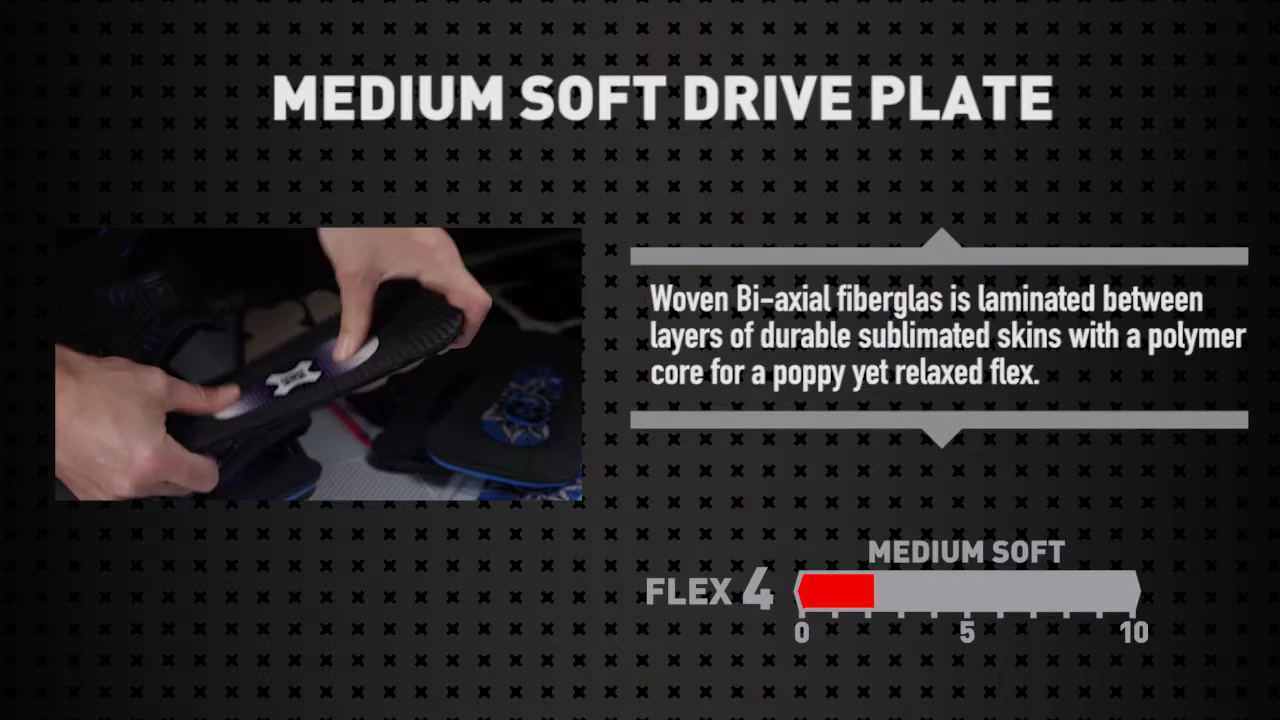 MEDIUM SOFT DRIVE PLATE
Woven Bi-axial fiberglas is laminated between
layers of durable sublimated skins with a polymer
core for a poppy yet relaxed flex.
MEDIUM SOFT
FLEX 4
0 5 10